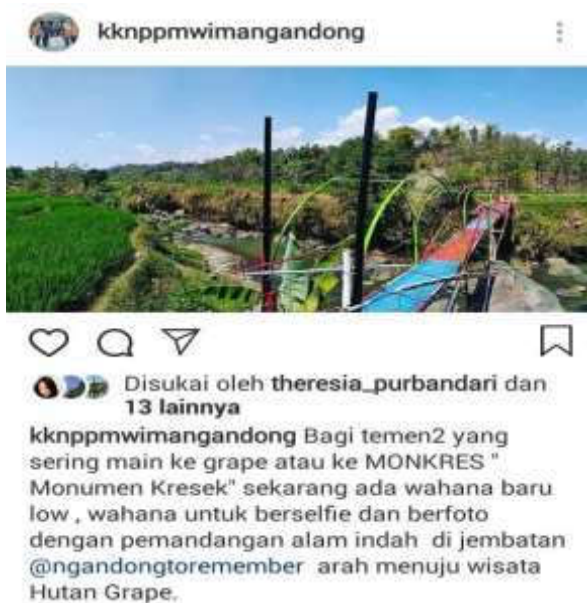 kknppmwimangandong
Disukai oleh theresia_purbandari dan
13 lainnya
kknppmwimangandong Bagi temen2 yang
sering main ke grape atau ke MONKRES "
Monumen Kresek" sekarang ada wahana baru
low , wahana untuk berselfie dan berfoto
dengan pemandangan alam indah di jembatan
@ngandongtoremember arah menuju wisata
Hutan Grape.